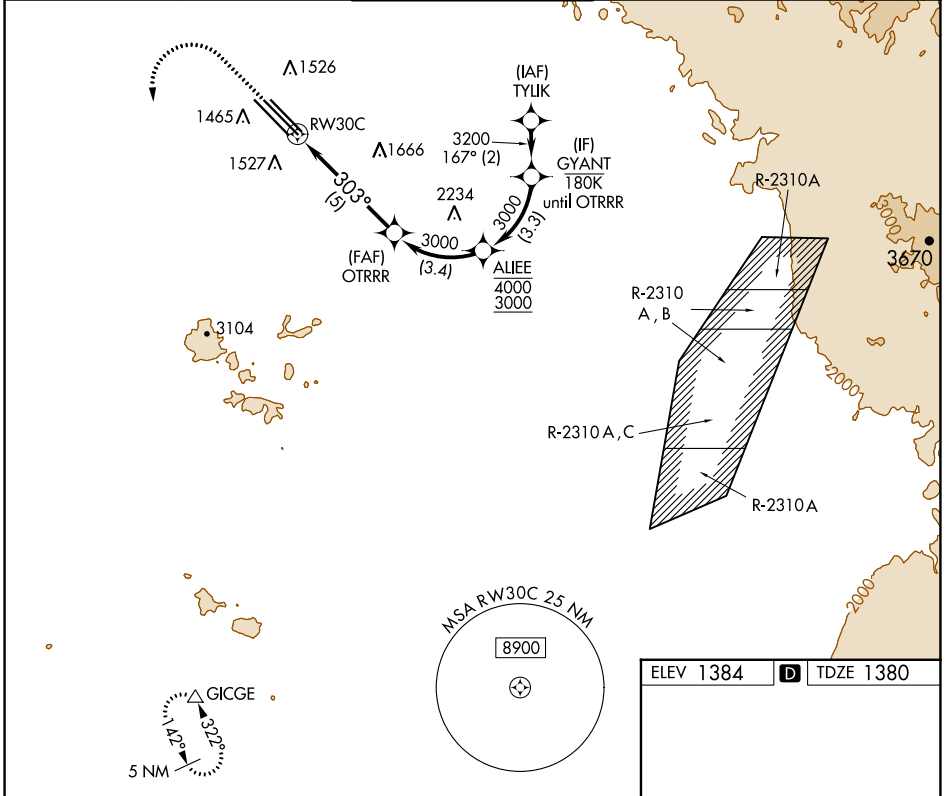 1526
1465
RW30C
1527
1666
(IAF)
TYLIK
3200
167° (2)
(IF)
GYANT
180K
until OTRRR
303°
(5)
2234
3000
(3.3)
3000
(3.4)
(FAF)
OTRRR
ALIEE
4000
3000
R-2310A
3000
3670
R-2310
A, B
3104
2000
R-2310 A, C
R-2310 A
2000
MSA RW30C 25 NM
8900
GICGE
142°
322°
5 NM
ELEV 1384
D
TDZE 1380